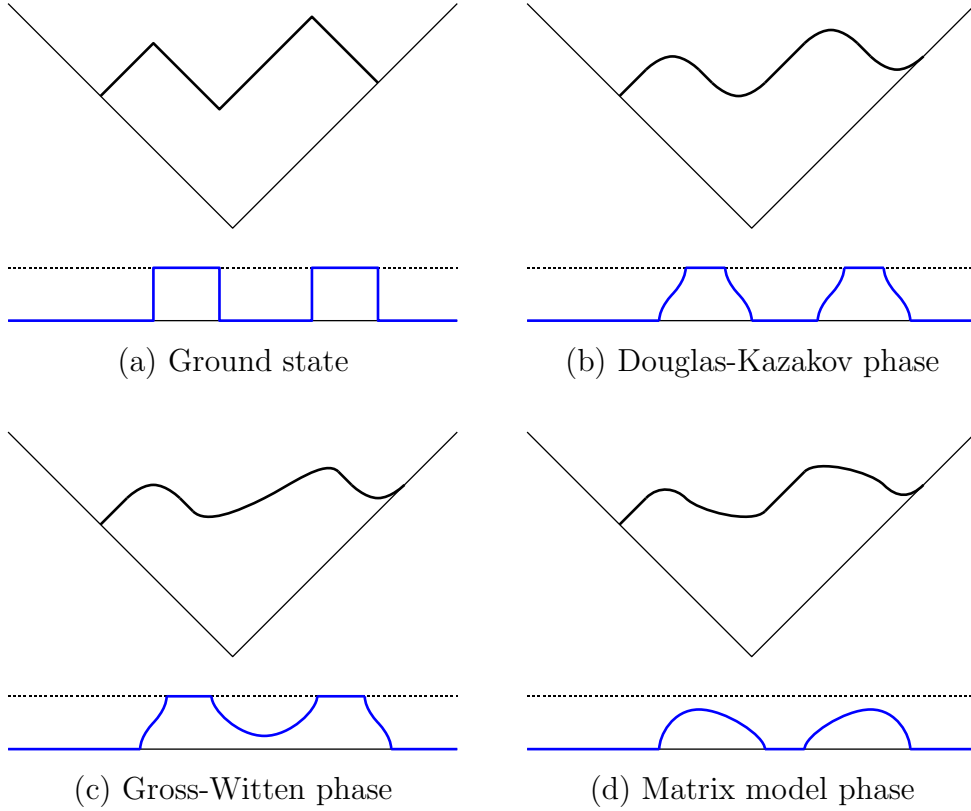 (a) Ground state
(b) Douglas-Kazakov phase
(c) Gross-Witten phase
(d) Matrix model phase